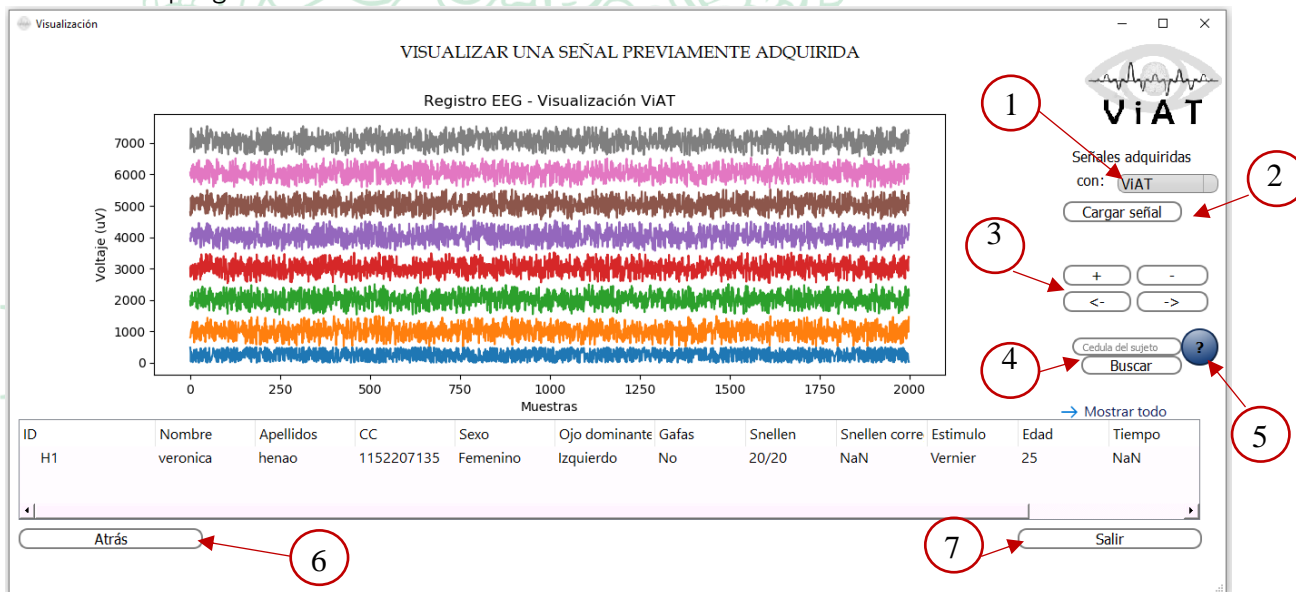 Visualización
VISUALIZAR UNA SEÑAL PREVIAMENTE ADQUIRIDA
ViAT
Registro EEG - Visualización ViAT
7000
6000
5000
4000
3000
2000
1000
0
Voltaje (uV)
0 250 500 750 1000 1250 1500 1750 2000
Muestras
1
Señales adquiridas
con: ViAT
2
Cargar señal
3
+ -
<- ->
4
Cedula del sujeto
?
Buscar
5
Mostrar todo
ID Nombre Apellidos CC Sexo Ojo dominante Gafas Snellen Snellen corre Estimulo Edad Tiempo
H1 veronica henao 1152207135 Femenino Izquierdo No 20/20 NaN Vernier 25 NaN
Atrás
6
7
Salir